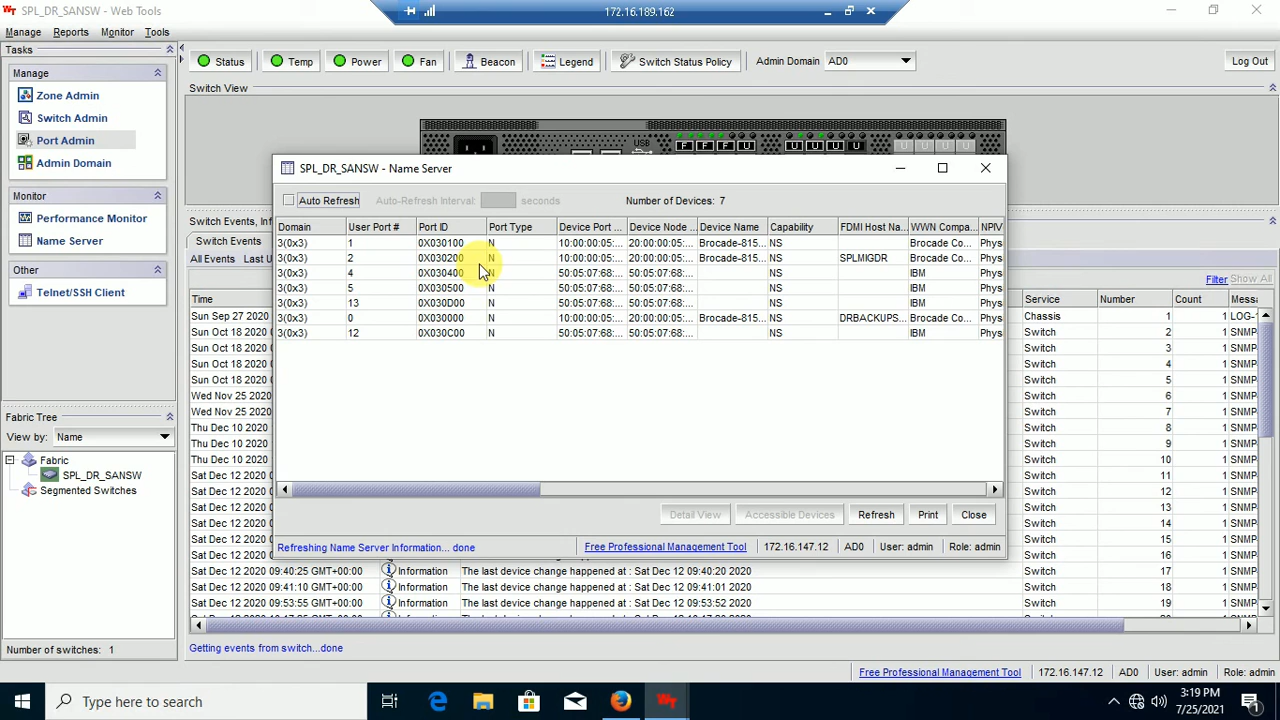 SPL_DR_SANSW - Web Tools
172.16.189.162
Manage Reports Monitor Tools
Tasks
Manage
Zone Admin
Switch Admin
Port Admin
Admin Domain
Monitor
Performance Monitor
Name Server
Other
Telnet/SSH Client
Fabric Tree
View by: Name
Fabric
SPL_DR_SANSW
Segmented Switches
Number of switches: 1
Status Temp Power Fan Beacon Legend Switch Status Policy Admin Domain AD0 Log Out
Switch View
USB
F F F U U U U U U U U U
SPL_DR_SANSW - Name Server
Auto Refresh Auto-Refresh Interval: seconds Number of Devices: 7
Domain User Port # Port ID Port Type Device Port ... Device Node ... Device Name Capability FDMI Host Na... WWN Compa... NPIV
3(0x3) 1 0X030100 N 10:00:00:05:... 20:00:00:05:... Brocade-815... NS Brocade Co... Phys
3(0x3) 2 0X030200 N 10:00:00:05:... 20:00:00:05:... Brocade-815... NS SPLMIGDR Brocade Co... Phys
3(0x3) 4 0X030400 N 50:05:07:68:... 50:05:07:68:... NS IBM Phys
3(0x3) 5 0X030500 N 50:05:07:68:... 50:05:07:68:... NS IBM Phys
3(0x3) 13 0X030D00 N 50:05:07:68:... 50:05:07:68:... NS IBM Phys
3(0x3) 0 0X030000 N 10:00:00:05:... 20:00:00:05:... Brocade-815... NS DRBACKUPS... Brocade Co... Phys
3(0x3) 12 0X030C00 N 50:05:07:68:... 50:05:07:68:... NS IBM Phys
Detail View Accessible Devices Refresh Print Close
Refreshing Name Server Information... done Free Professional Management Tool 172.16.147.12 AD0 User: admin Role: admin
Switch Events, Inf
Switch Events
All Events Last U
Filter Show All
Time Service Number Count Messa
Sun Sep 27 2020 Chassis 1 1 LOG-1
Sun Oct 18 2020 Switch 2 1 SNMP
Sun Oct 18 2020 Switch 3 1 SNMP
Sun Oct 18 2020 Switch 4 1 SNMP
Sun Oct 18 2020 Switch 5 1 SNMP
Wed Nov 25 2020 Switch 6 1 SNMP
Wed Nov 25 2020 Switch 7 1 SNMP
Thu Dec 10 2020 Switch 8 1 SNMP
Thu Dec 10 2020 Switch 9 1 SNMP
Thu Dec 10 2020 Switch 10 1 SNMP
Sat Dec 12 2020 Switch 11 1 SNMP
Sat Dec 12 2020 Switch 12 1 SNMP
Sat Dec 12 2020 Switch 13 1 SNMP
Sat Dec 12 2020 Switch 14 1 SNMP
Sat Dec 12 2020 Switch 15 1 SNMP
Switch 16 1 SNMP
Sat Dec 12 2020 09:40:25 GMT+00:00 Information The last device change happened at : Sat Dec 12 09:40:20 2020 Switch 17 1 SNMP
Sat Dec 12 2020 09:41:10 GMT+00:00 Information The last device change happened at : Sat Dec 12 09:41:01 2020 Switch 18 1 SNMP
Sat Dec 12 2020 09:53:55 GMT+00:00 Information The last device change happened at : Sat Dec 12 09:53:52 2020 Switch 19 1 SNMP
Getting events from switch...done
Free Professional Management Tool 172.16.147.12 AD0 User: admin Role: admin
Type here to search
3:19 PM
7/25/2021
1